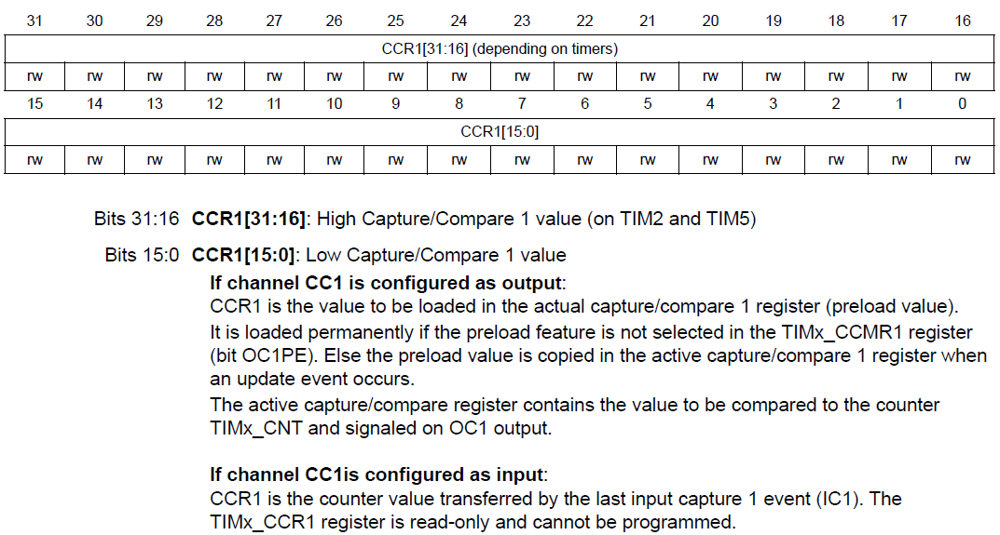 31 30 29 28 27 26 25 24 23 22 21 20 19 18 17 16
CCR1[31:16] (depending on timers)
rw rw rw rw rw rw rw rw rw rw rw rw rw rw rw rw
15 14 13 12 11 10 9 8 7 6 5 4 3 2 1 0
CCR1[15:0]
rw rw rw rw rw rw rw rw rw rw rw rw rw rw rw rw
Bits 31:16 CCR1[31:16]: High Capture/Compare 1 value (on TIM2 and TIM5)
Bits 15:0 CCR1[15:0]: Low Capture/Compare 1 value
If channel CC1 is configured as output:
CCR1 is the value to be loaded in the actual capture/compare 1 register (preload value).
It is loaded permanently if the preload feature is not selected in the TIMx_CCMR1 register
(bit OC1PE). Else the preload value is copied in the active capture/compare 1 register when
an update event occurs.
The active capture/compare register contains the value to be compared to the counter
TIMx_CNT and signaled on OC1 output.
If channel CC1is configured as input:
CCR1 is the counter value transferred by the last input capture 1 event (IC1). The
TIMx_CCR1 register is read-only and cannot be programmed.